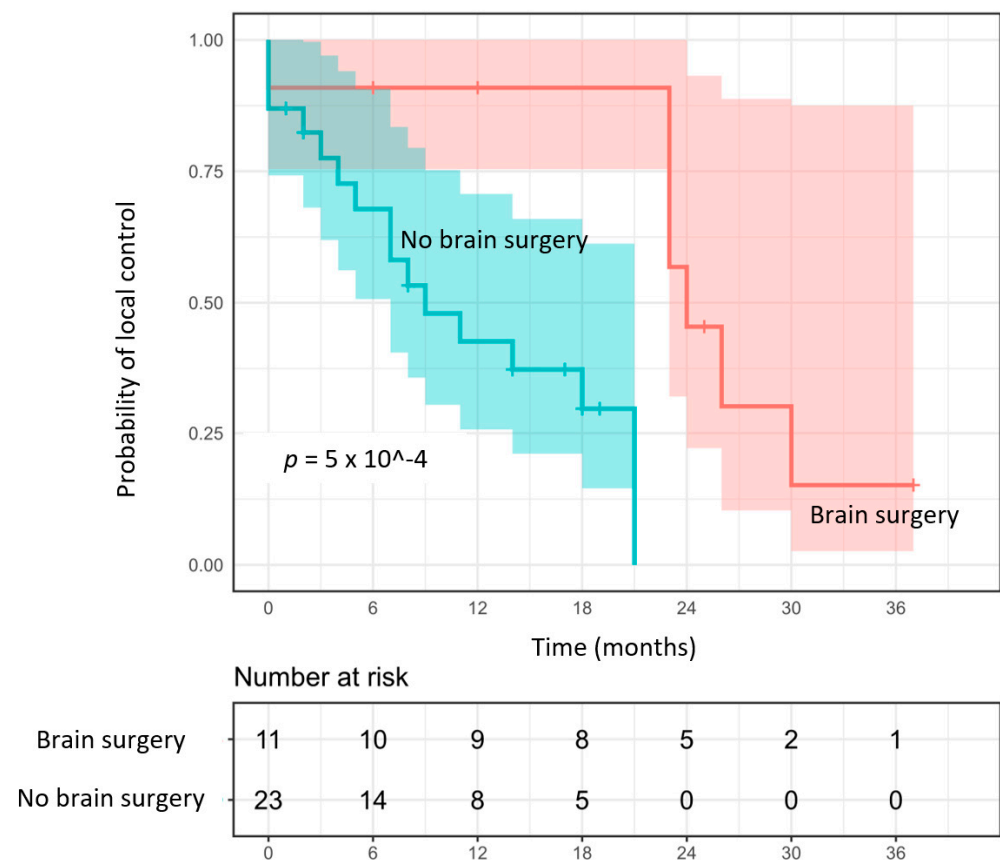 1.00
0.75
0.50
0.25
0.00
Probability of local control
No brain surgery
p = 5 x 10^-4
Brain surgery
0 6 12 18 24 30 36
Time (months)
Number at risk
Brain surgery 11 10 9 8 5 2 1
No brain surgery 23 14 8 5 0 0 0
0 6 12 18 24 30 36